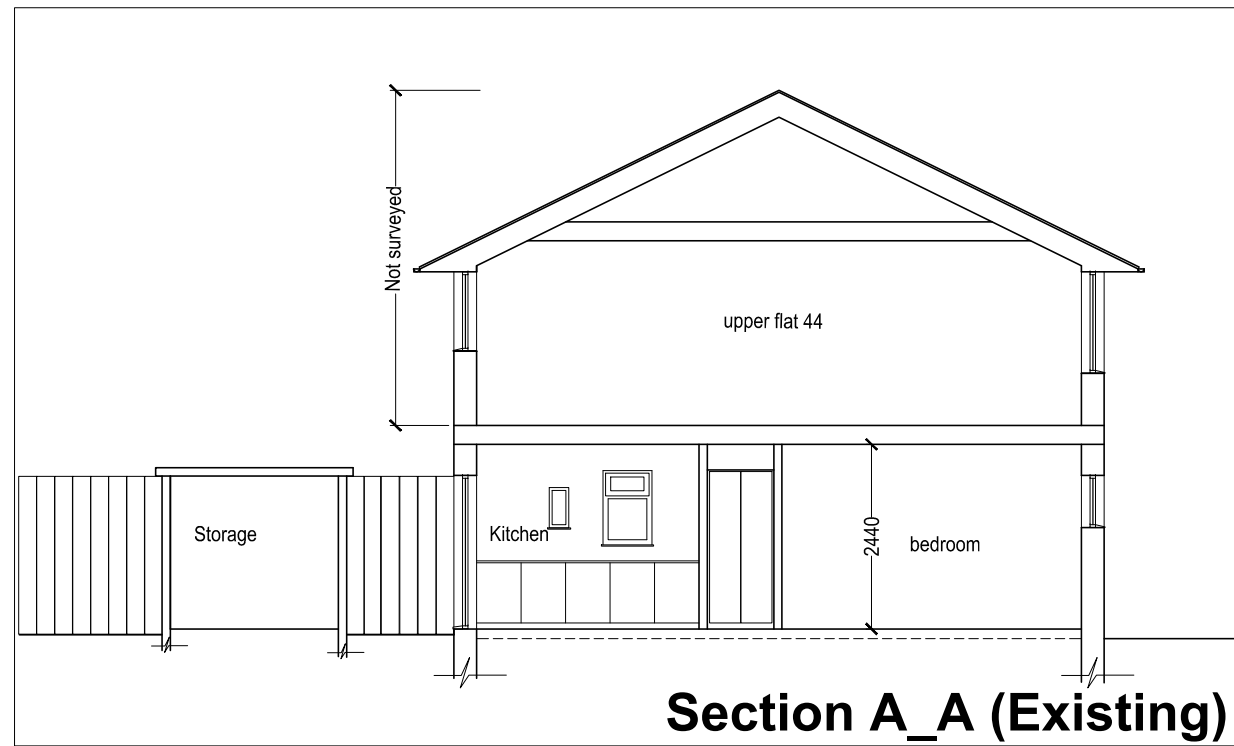 Not surveyed
upper flat 44
Storage
Kitchen
2440
bedroom
Section A_A (Existing)